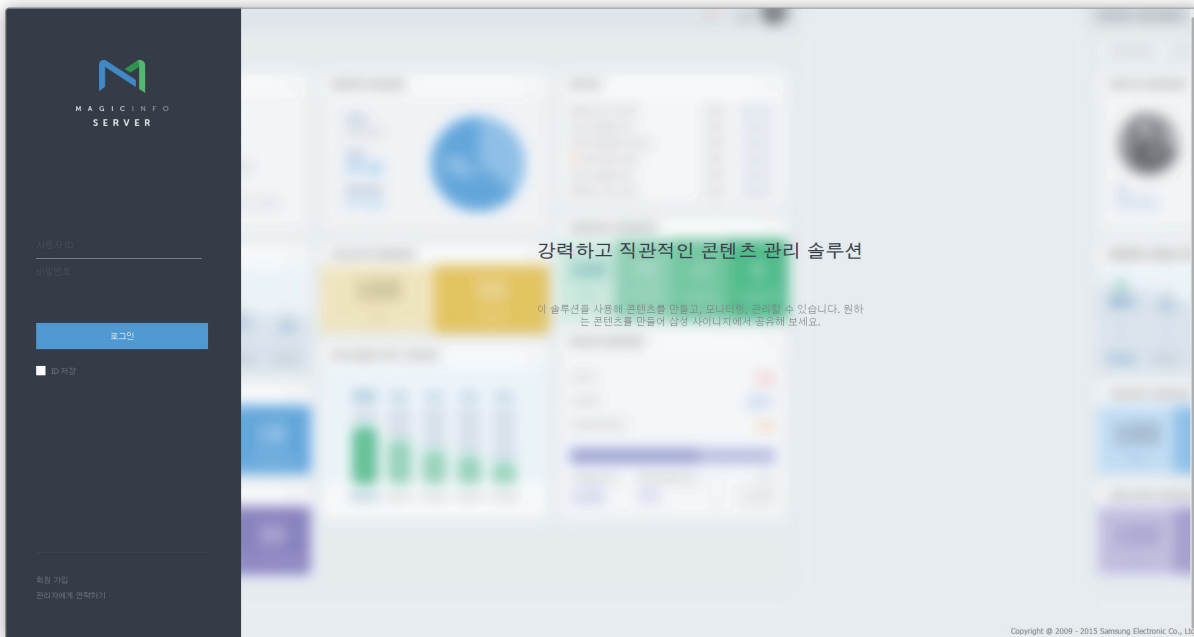 MAGICINFO
SERVER
사용자 ID
비밀번호
로그인
ID 저장
회원 가입
관리자에게 연락하기
강력하고 직관적인 콘텐츠 관리 솔루션
이 솔루션을 사용해 콘텐츠를 만들고, 모니터링, 관리할 수 있습니다. 원하
는 콘텐츠를 만들어 삼성 사이니지에서 공유해 보세요.
Copyright @ 2009 - 2015 Samsung Electronic Co., Lt